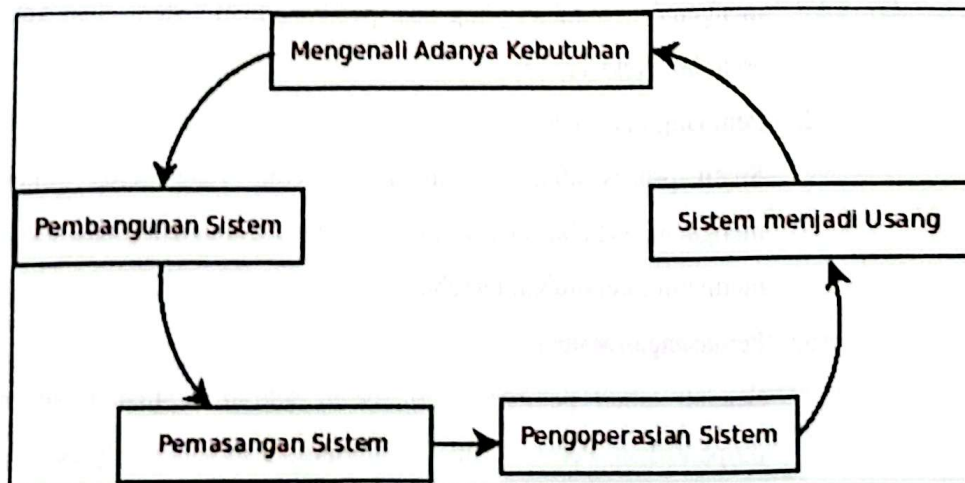 Mengenali Adanya Kebutuhan
Pembangunan Sistem
Sistem menjadi Usang
Pemasangan Sistem
Pengoperasian Sistem